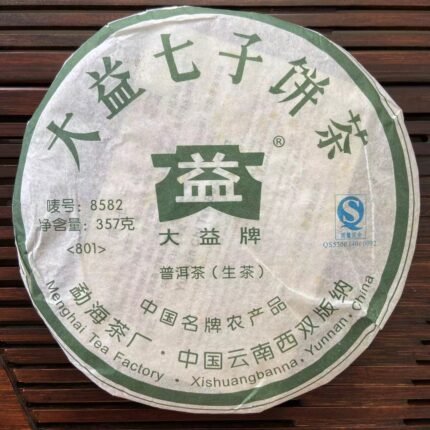 大益七子饼茶
益
®
唛号: 8582
净含量: 357克
<801>
大益牌
普洱茶（生茶）
中国名牌农产品
勐海茶厂·中国云南西双版纳
Menghai Tea Factory · Xishuangbanna, Yunnan, China